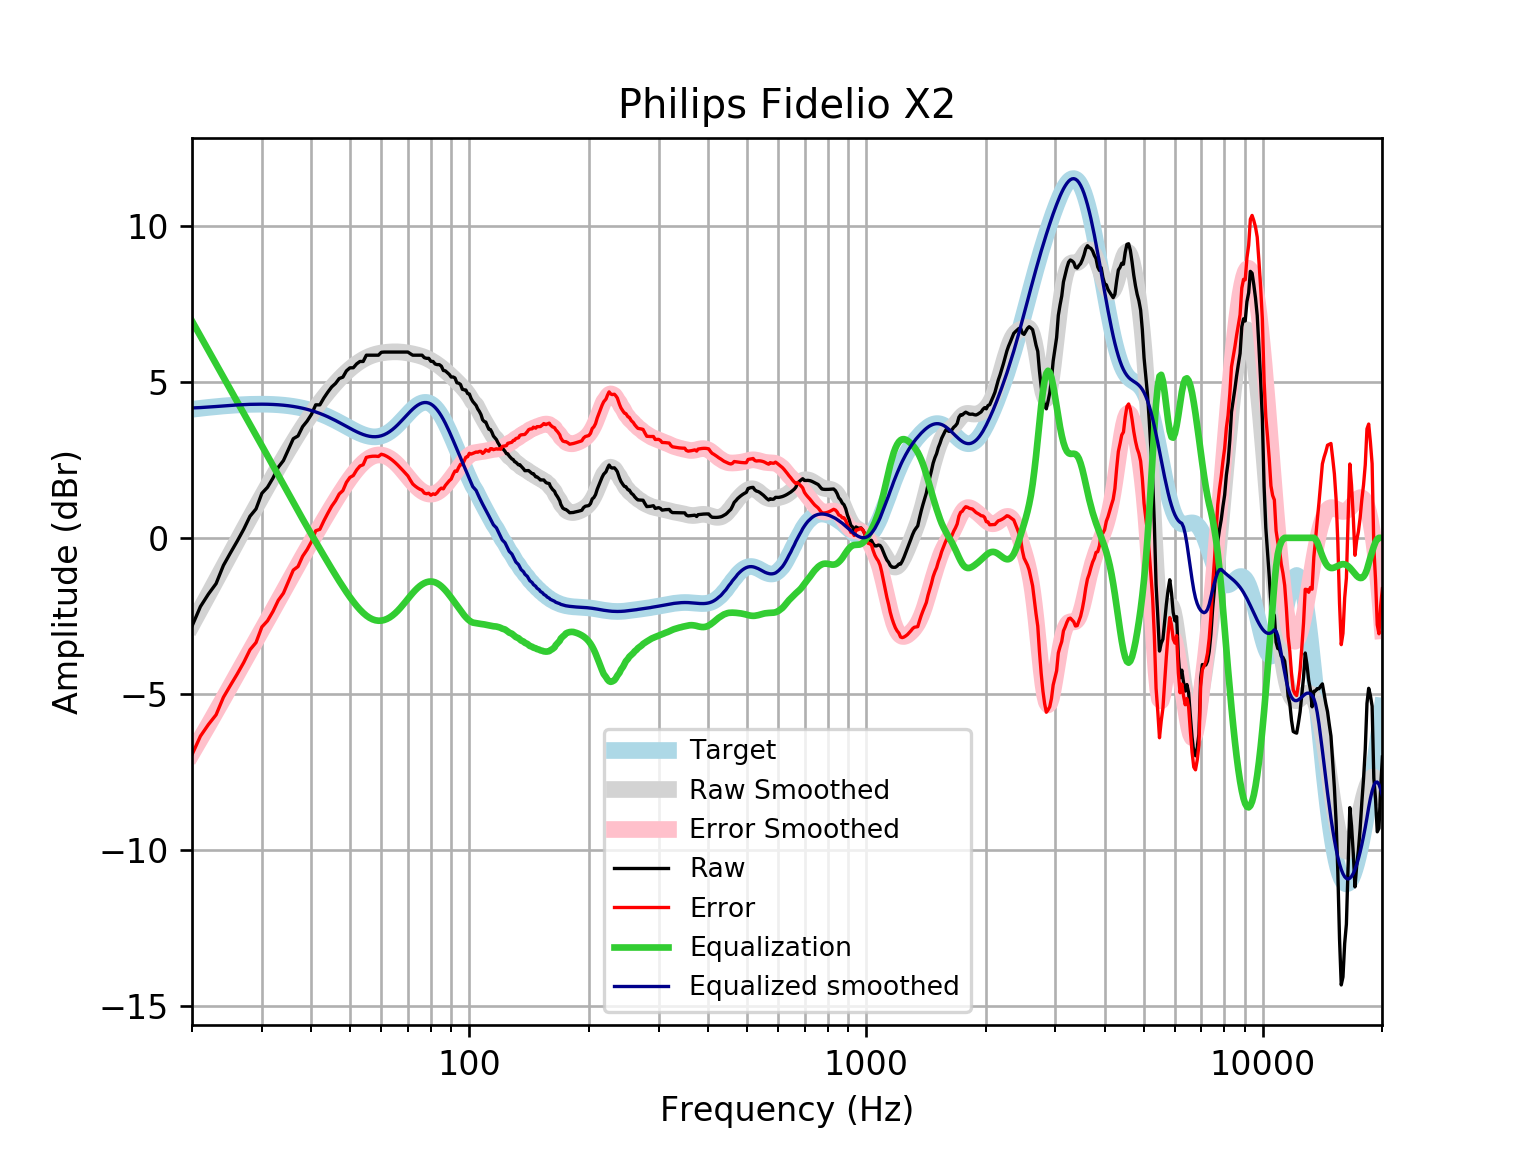 Philips Fidelio X2
Amplitude (dBr)
10
5
0
−5
−10
−15
Target
Raw Smoothed
Error Smoothed
Raw
Error
Equalization
Equalized smoothed
100
1000
10000
Frequency (Hz)